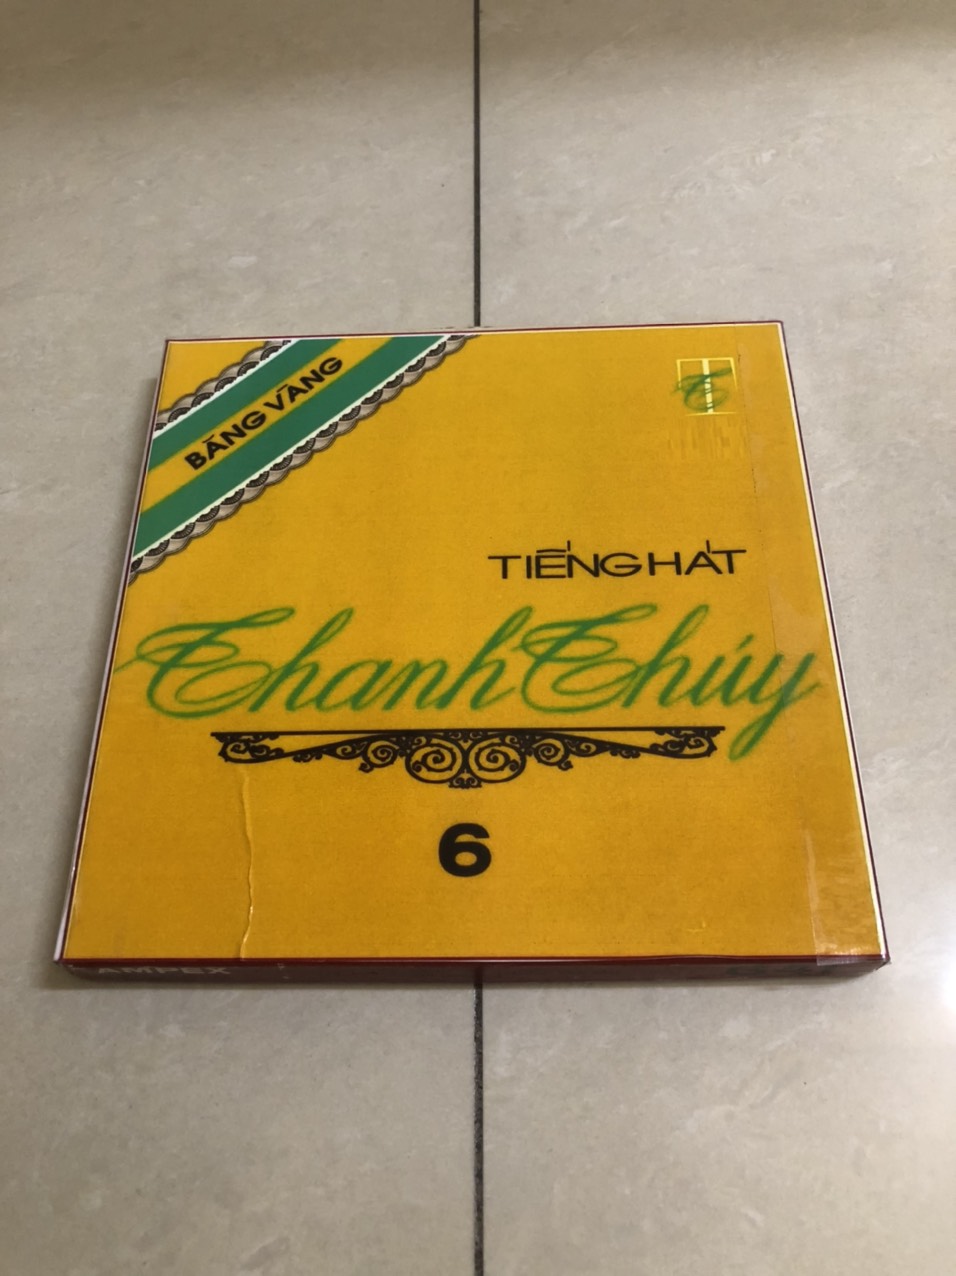 BĂNG VÀNG
TIẾNG HÁT
Thanh Thúy
6
AMPEX